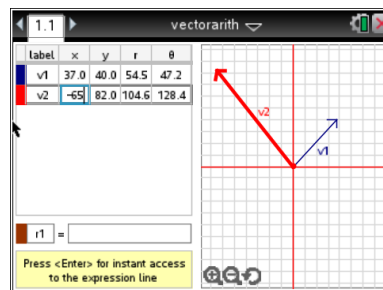 1.1 vectorarith
label x y r θ
v1 37.0 40.0 54.5 47.2
v2 -65 82.0 104.6 128.4
v2
v1
r1 =
Press <Enter> for instant access
to the expression line